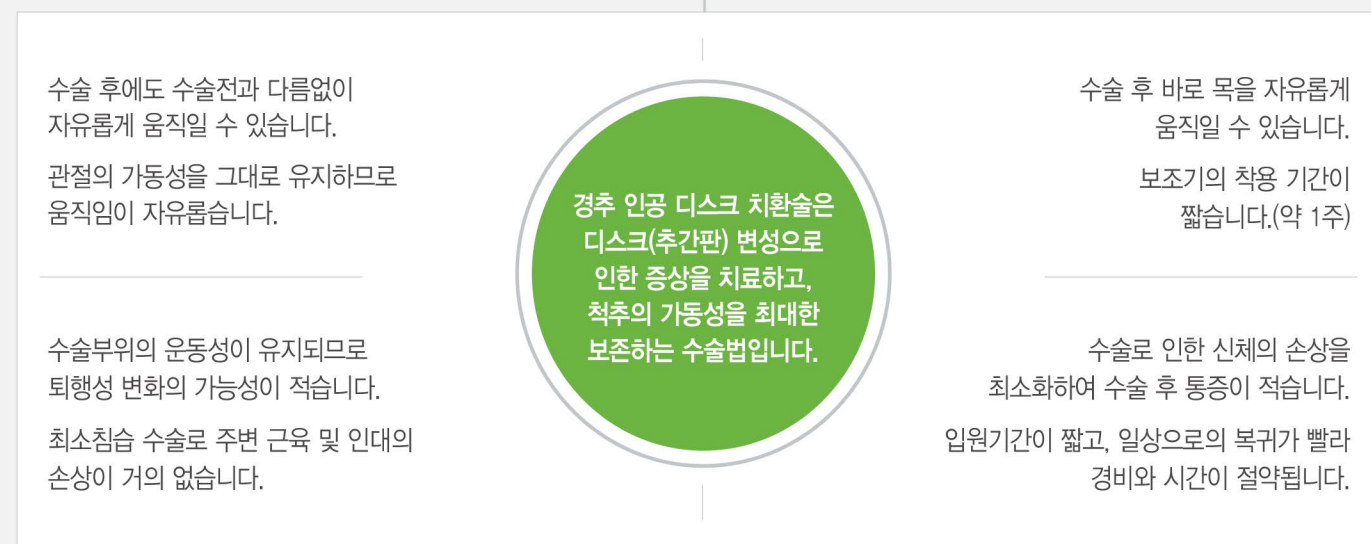 수술 후에도 수술전과 다름없이
자유롭게 움직일 수 있습니다.
관절의 가동성을 그대로 유지하므로
움직임이 자유롭습니다.
수술부위의 운동성이 유지되므로
퇴행성 변화의 가능성이 적습니다.
최소침습 수술로 주변 근육 및 인대의
손상이 거의 없습니다.
경추 인공 디스크 치환술은
디스크(추간판) 변성으로
인한 증상을 치료하고,
척추의 가동성을 최대한
보존하는 수술법입니다.
수술 후 바로 목을 자유롭게
움직일 수 있습니다.
보조기의 착용 기간이
짧습니다.(약 1주)
수술로 인한 신체의 손상을
최소화하여 수술 후 통증이 적습니다.
입원기간이 짧고, 일상으로의 복귀가 빨라
경비와 시간이 절약됩니다.